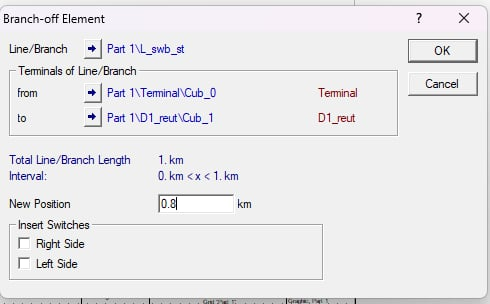 Branch-off Element ? ×
Line/Branch Part 1\L_swb_st OK
Terminals of Line/Branch Cancel
from Part 1\Terminal\Cub_0 Terminal
to Part 1\D1_reut\Cub_1 D1_reut
Total Line/Branch Length 1. km
Interval: 0. km < x < 1. km
New Position 0.8 km
Insert Switches
Right Side
Left Side